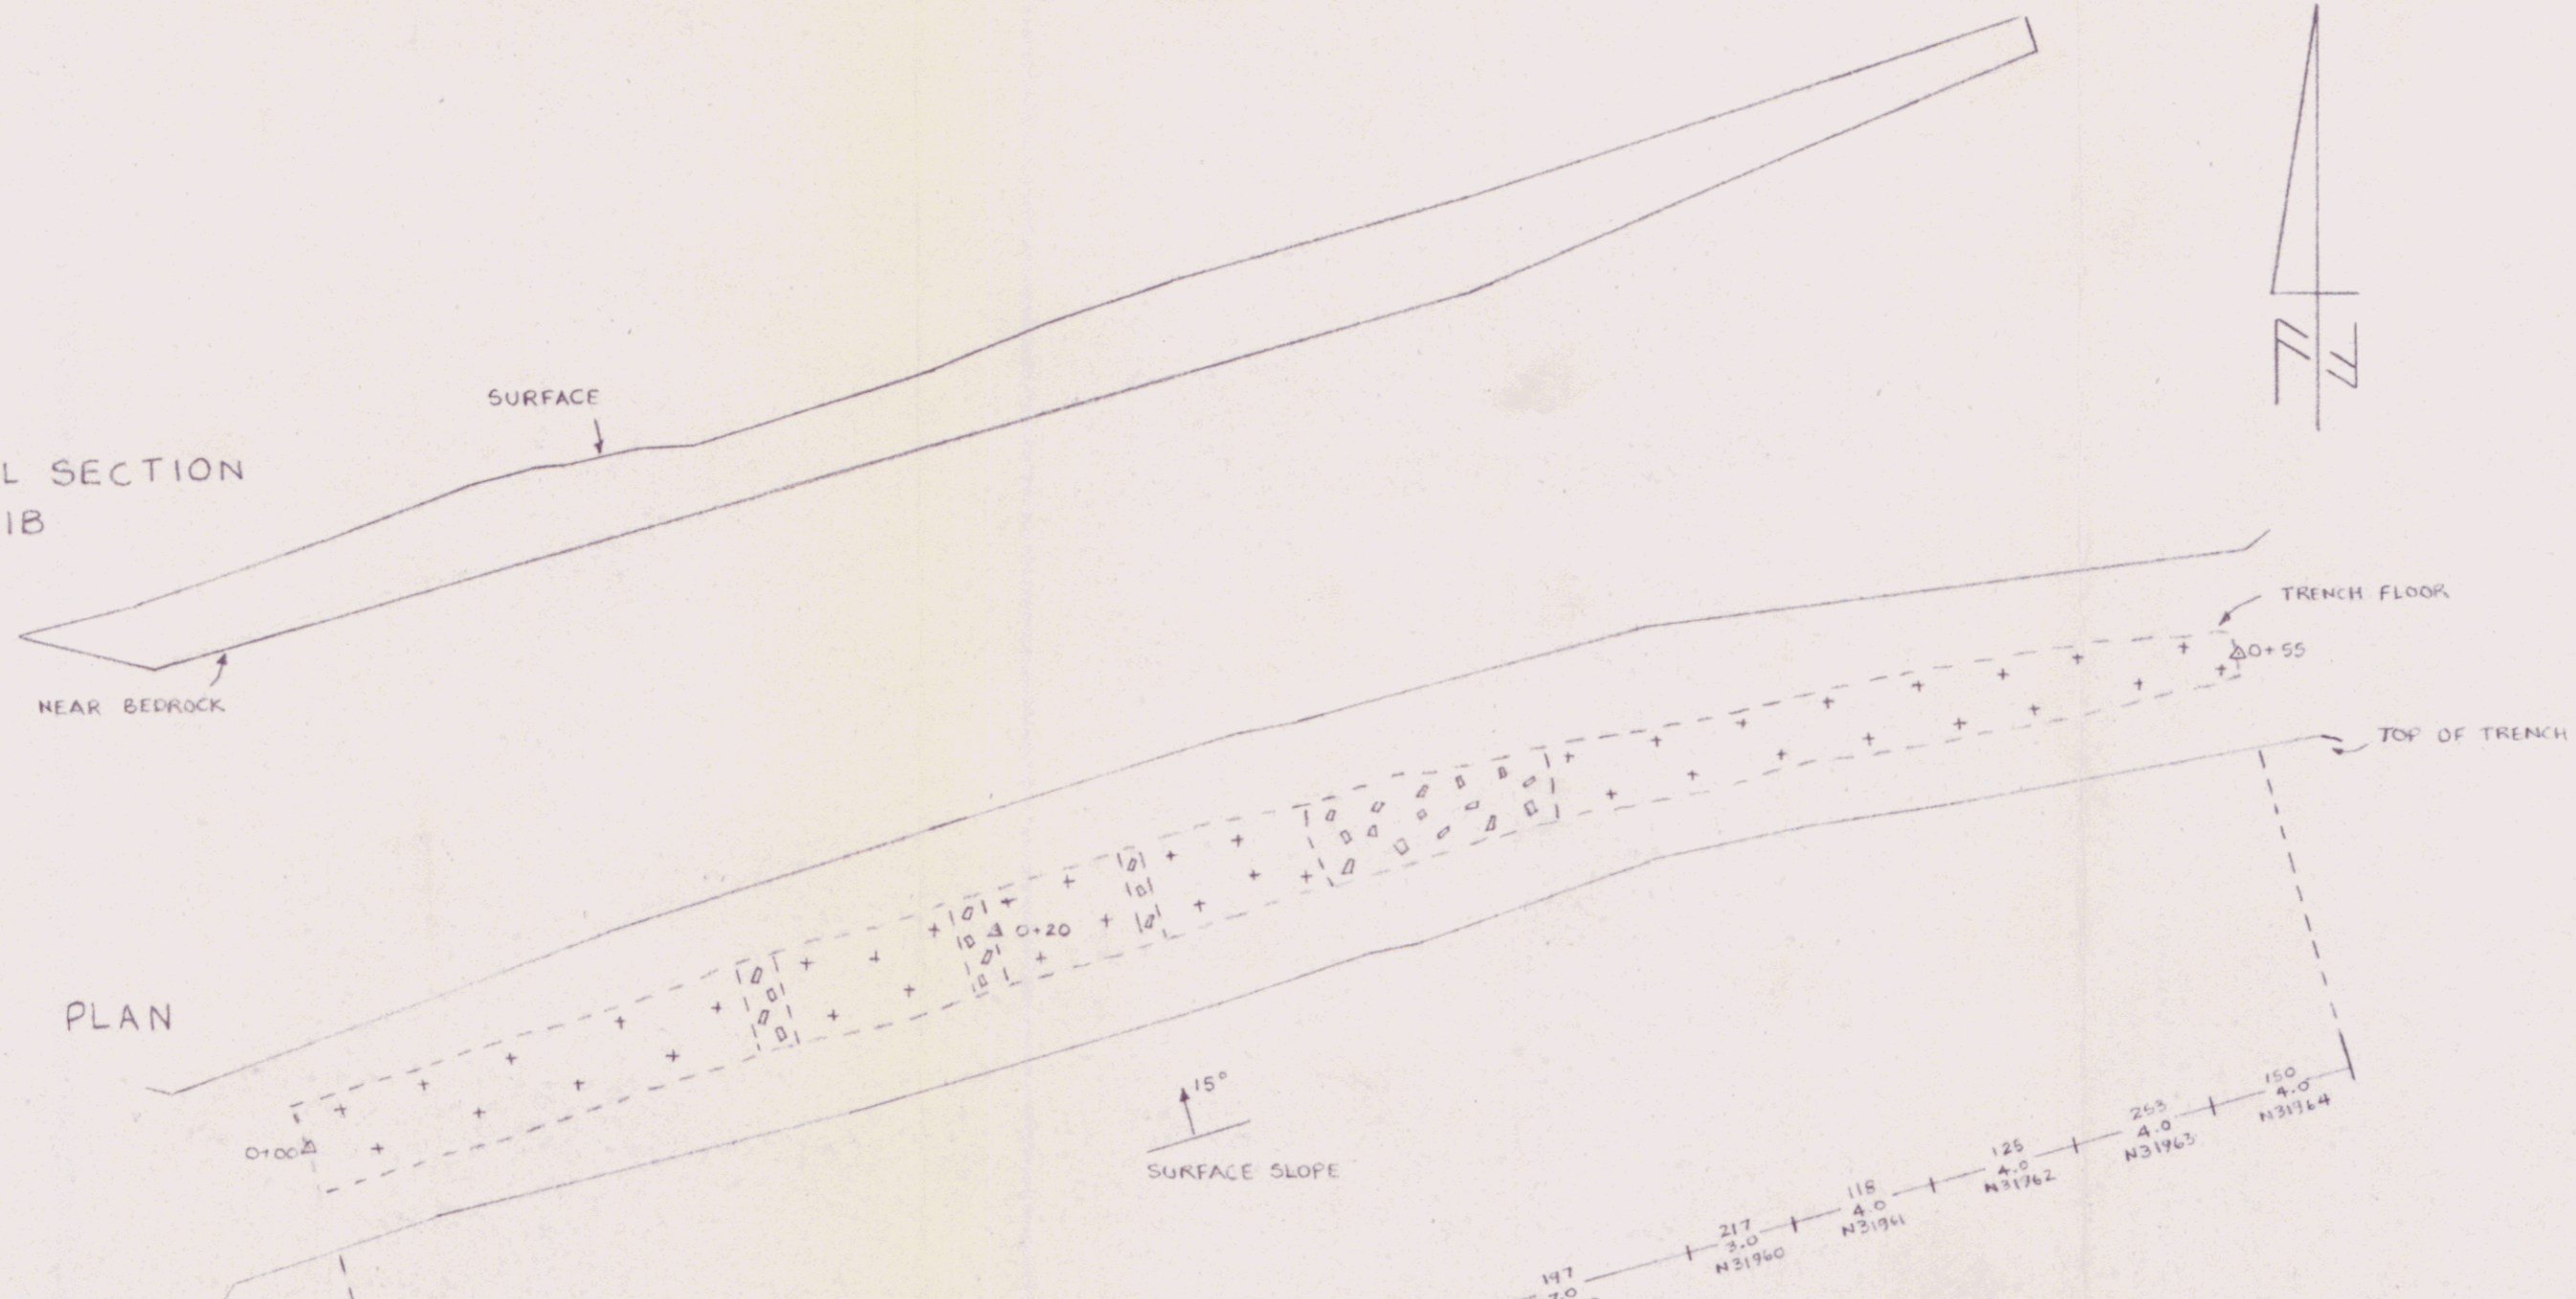 SURFACE
L SECTION
1B
NEAR BEDROCK
TRENCH FLOOR
0+55
TOP OF TRENCH
0+20
PLAN
0+00
15°
SURFACE SLOPE
150
4.0
N31964
253
4.0
N31963
125
4.0
N31962
118
4.0
N31961
217
3.0
N31960
197
7.0